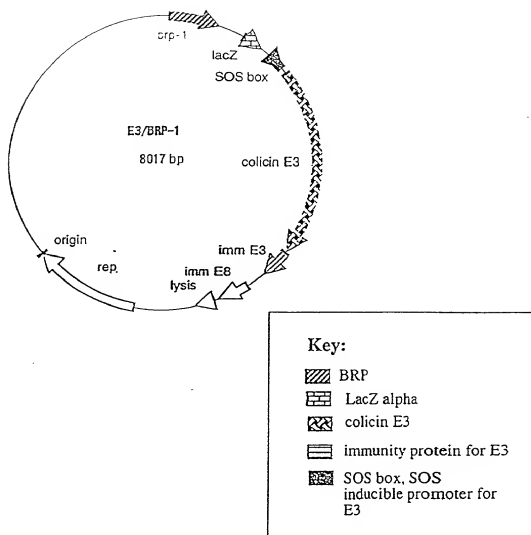 brp-1
lacZ
SOS box
E3/BRP-1
8017 bp
colicin E3
origin
imm E3
rep
imm E8
lysis
Key:
BRP
LacZ alpha
colicin E3
immunity protein for E3
SOS box, SOS
inducible promoter for
E3